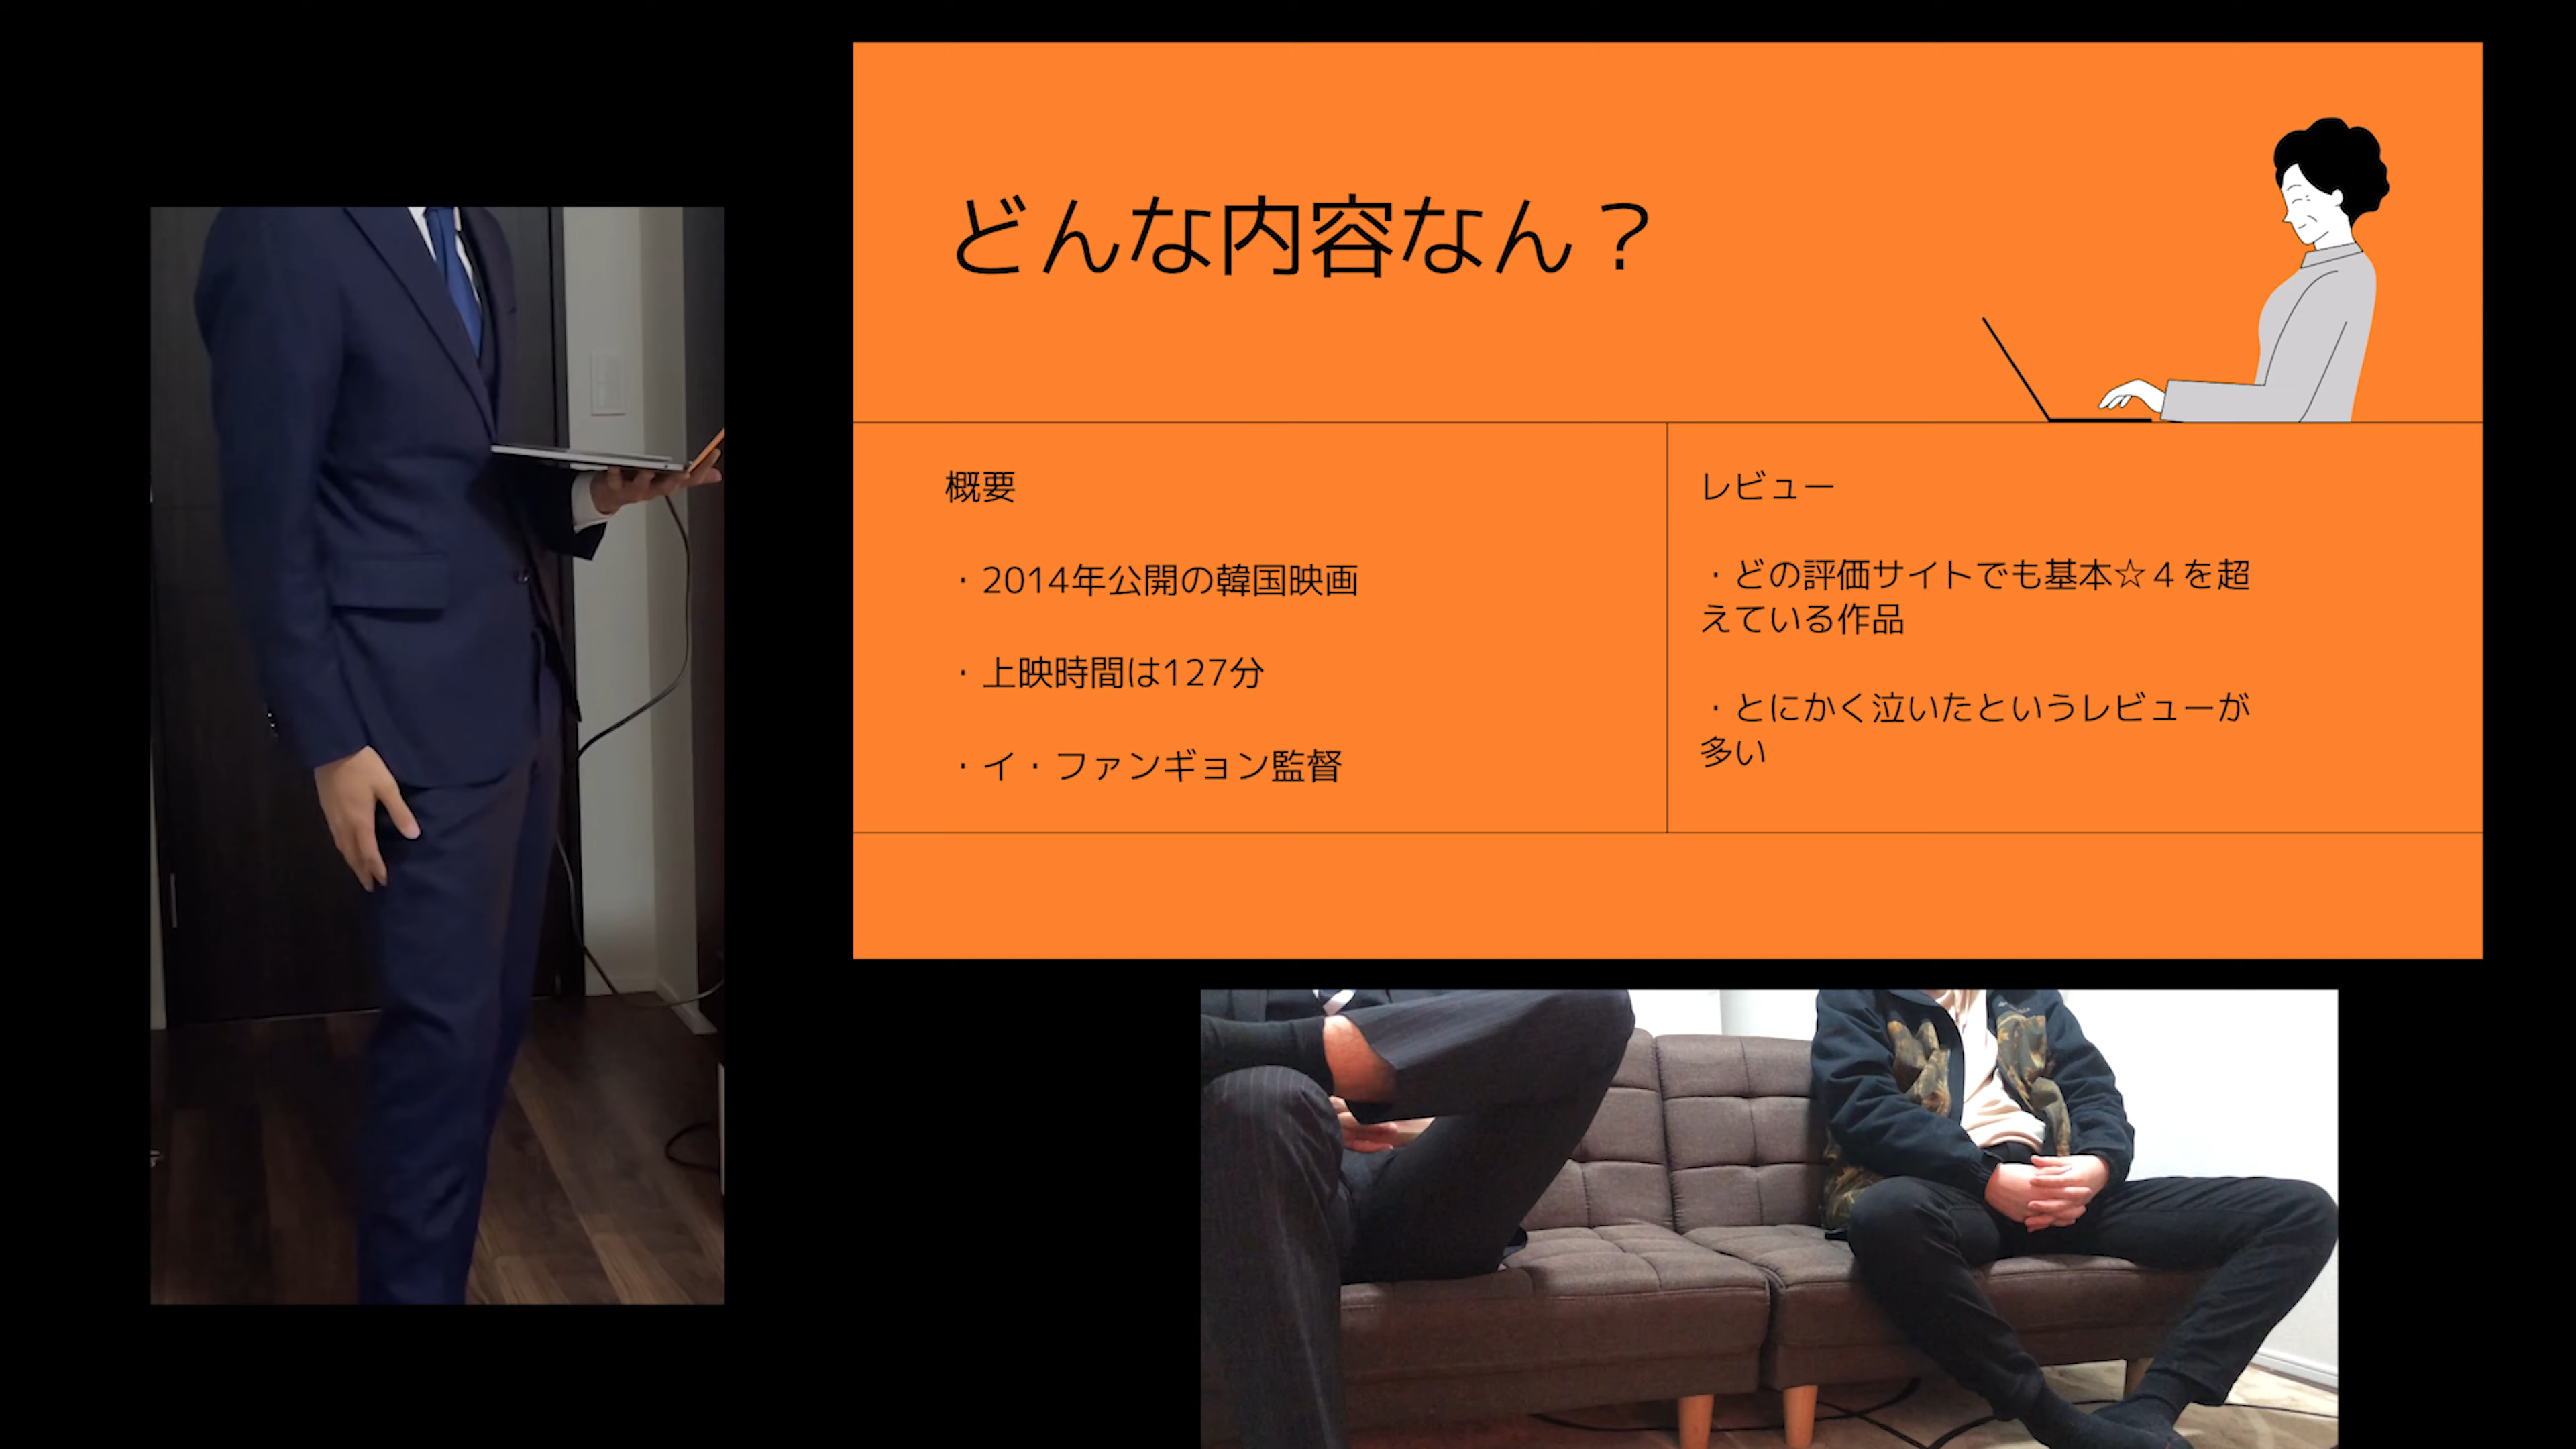 どんな内容なん？
概要
・2014年公開の韓国映画
・上映時間は127分
・イ・ファンギョン監督
レビュー
・どの評価サイトでも基本☆４を超
えている作品
・とにかく泣いたというレビューが
多い